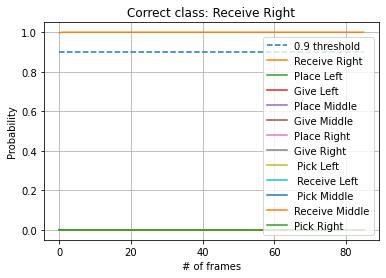 Correct class: Receive Right
1.0
0.8
0.6
0.4
0.2
0.0
Probability
0.9 threshold
Receive Right
Place Left
Give Left
Place Middle
Give Middle
Place Right
Give Right
Pick Left
Receive Left
Pick Middle
Receive Middle
Pick Right
0
20
40
60
80
# of frames